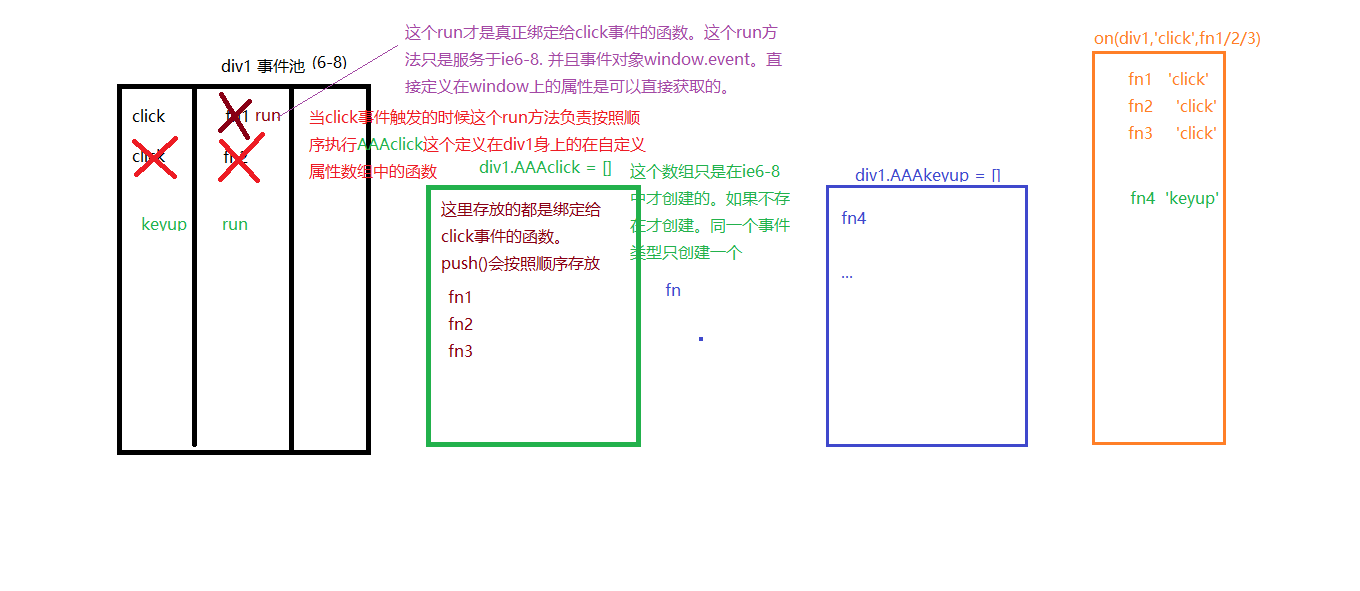 这个run才是真正绑定给click事件的函数。这个run方
法只是服务于ie6-8. 并且事件对象window.event。直
接定义在window上的属性是可以直接获取的。
div1 事件池 (6-8)
click
run
click
fn2
keyup
run
当click事件触发的时候这个run方法负责按照顺
序执行AAAclick这个定义在div1身上的在自定义
属性数组中的函数
div1.AAAclick = []
这里存放的都是绑定给
click事件的函数。
push()会按照顺序存放
fn1
fn2
fn3
这个数组只是在ie6-8
中才创建的。如果不存
在才创建。同一个事件
类型只创建一个
fn
div1.AAAkeyup = []
fn4
...
on(div1,'click',fn1/2/3)
fn1 'click'
fn2 'click'
fn3 'click'
fn4 'keyup'